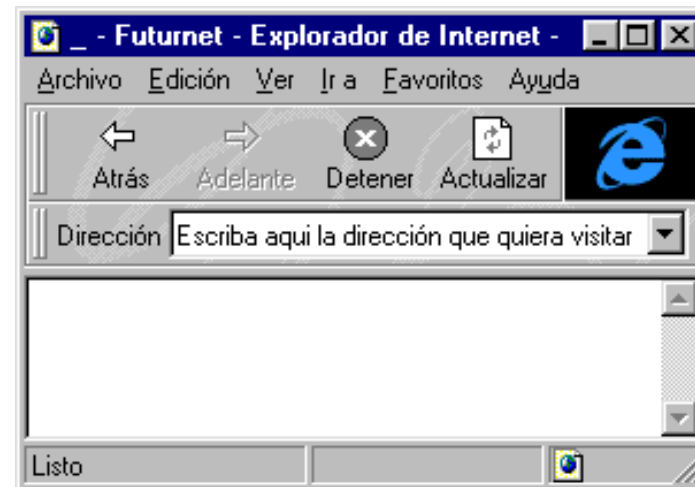 _ - Futurnet - Explorador de Internet -
Archivo Edición Ver Ir a Favoritos Ayuda
Atrás Adelante Detener Actualizar
Dirección Escriba aqui la dirección que quiera visitar
Listo